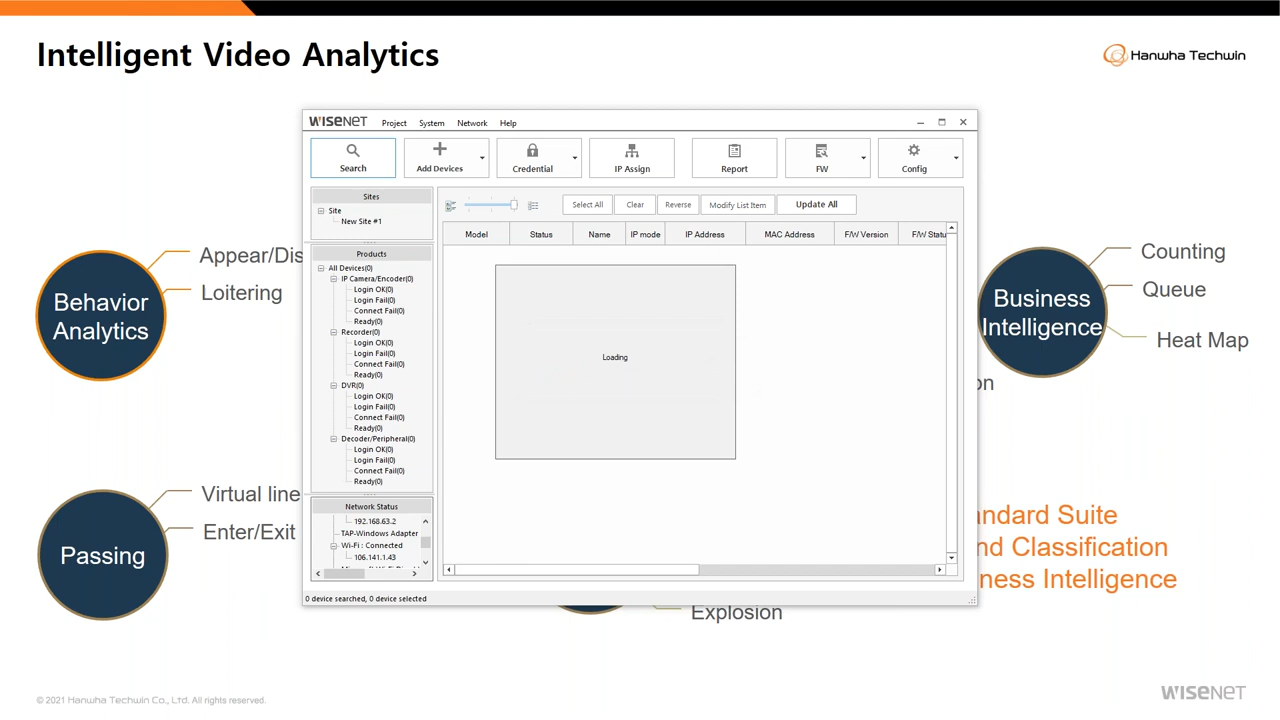 Intelligent Video Analytics
Hanwha Techwin
WISENET Project System Network Help
Search
Add Devices
Credential
IP Assign
Report
FW
Config
Sites
Site
New Site #1
Select All Clear Reverse Modify List Item Update All
Model Status Name IP mode IP Address MAC Address F/W Version F/W Statu
Products
All Devices(0)
IP Camera/Encoder(0)
Login OK(0)
Login Fail(0)
Connect Fail(0)
Ready(0)
Recorder(0)
Login OK(0)
Login Fail(0)
Connect Fail(0)
Ready(0)
DVR(0)
Login OK(0)
Login Fail(0)
Connect Fail(0)
Ready(0)
Decoder/Peripheral(0)
Login OK(0)
Login Fail(0)
Connect Fail(0)
Ready(0)
Loading
Network Status
192.168.63.2
TAP-Windows Adapter
Wi-Fi : Connected
106.141.1.43
0 device searched, 0 device selected
Behavior
Analytics
Appear/Dis
Loitering
Passing
Virtual line
Enter/Exit
Business
Intelligence
Counting
Queue
Heat Map
on
andard Suite
nd Classification
ness Intelligence
Explosion
© 2021 Hanwha Techwin Co., Ltd. All rights reserved.
WISENET